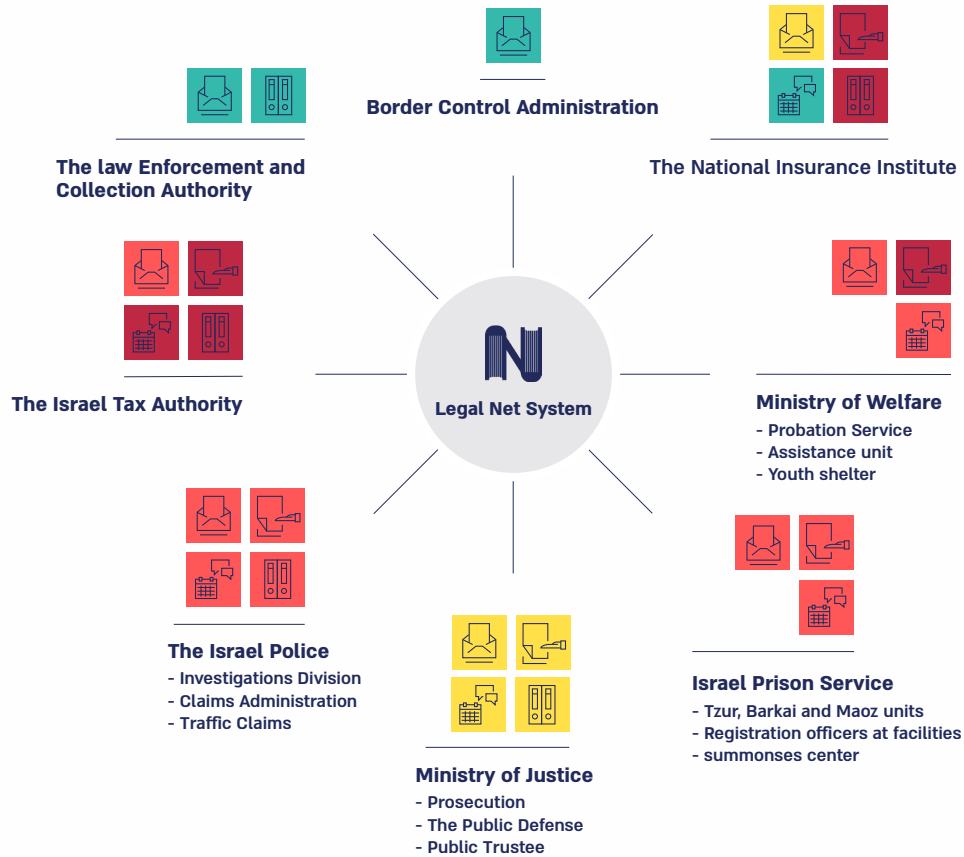 Border Control Administration
The law Enforcement and
Collection Authority
The National Insurance Institute
The Israel Tax Authority
Legal Net System
Ministry of Welfare
- Probation Service
- Assistance unit
- Youth shelter
The Israel Police
- Investigations Division
- Claims Administration
- Traffic Claims
Israel Prison Service
- Tzur, Barkai and Maoz units
- Registration officers at facilities
- summonses center
Ministry of Justice
- Prosecution
- The Public Defense
- Public Trustee